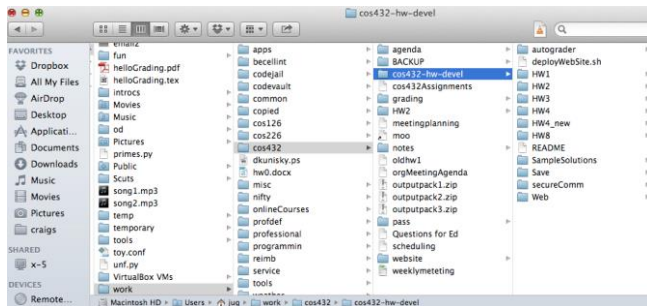 cos432-hw-devel
FAVORITES
Dropbox
All My Files
AirDrop
Desktop
Applicati...
Documents
Downloads
Music
Movies
Pictures
craigs
SHARED
x-5
DEVICES
Remote...
email2
fun
helloGrading.pdf
helloGrading.tex
introcs
Movies
Music
od
Pictures
primes.py
Public
Scuts
song1.mp3
song2.mp3
temp
temporary
tools
toy.conf
unf.py
VirtualBox VMs
work
apps
becellint
codejail
codevault
common
copied
cos126
cos226
cos432
dkunisky.ps
hw0.docx
misc
nifty
onlineCourses
profdef
professional
programmin
reimb
service
tools
agenda
BACKUP
cos432-hw-devel
cos432Assignments
grading
HW2
meetingplanning
moo
notes
oldhw1
orgMeetingAgenda
outputpack1.zip
outputpack2.zip
outputpack3.zip
pass
Questions for Ed
scheduling
website
weeklymeteting
autograder
deployWebSite.sh
HW1
HW2
HW3
HW4
HW4_new
HW8
README
SampleSolutions
Save
secureComm
Web
Macintosh HD
Users
jug
work
cos432
cos432-hw-devel